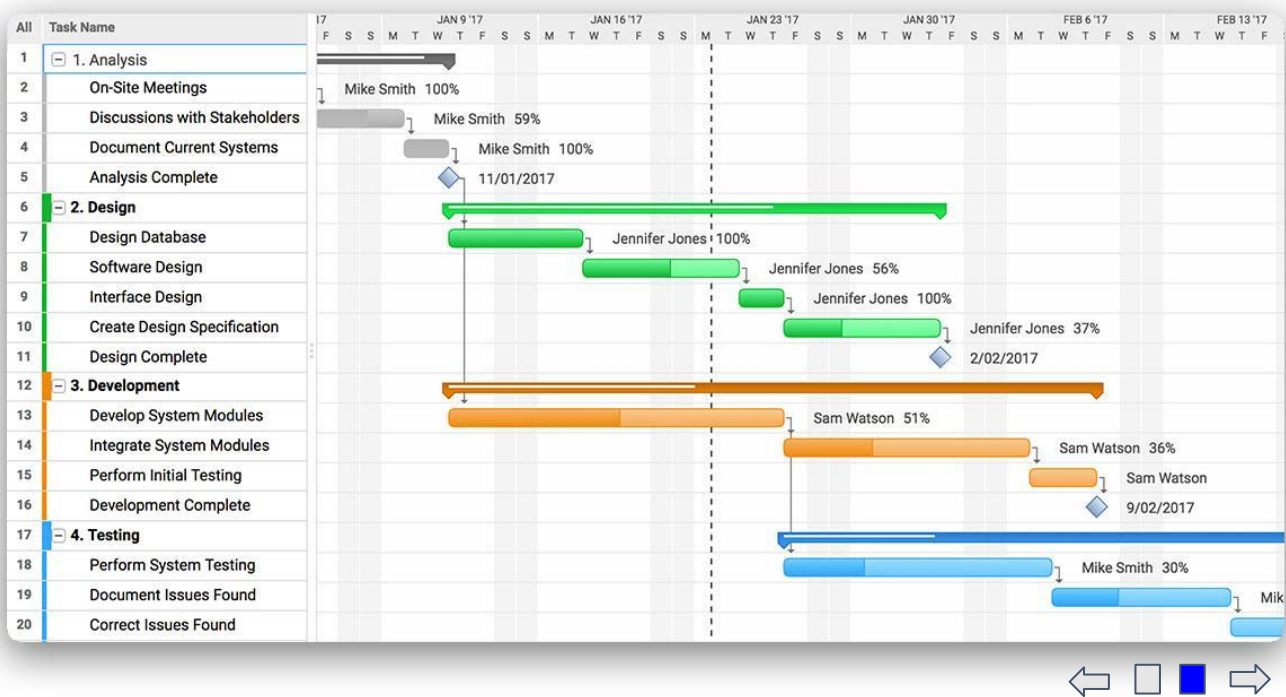 All Task Name 17 JAN 9 '17 JAN 16 '17 JAN 23 '17 JAN 30 '17 FEB 6 '17 FEB 13 '17
F S S M T W T F S S M T W T F S S M T W T F S S M T W T F S S M T W T F S S M T W T F
1 1. Analysis
2 On-Site Meetings Mike Smith 100%
3 Discussions with Stakeholders Mike Smith 59%
4 Document Current Systems Mike Smith 100%
5 Analysis Complete 11/01/2017
6 2. Design
7 Design Database Jennifer Jones 100%
8 Software Design Jennifer Jones 56%
9 Interface Design Jennifer Jones 100%
10 Create Design Specification Jennifer Jones 37%
11 Design Complete 2/02/2017
12 3. Development
13 Develop System Modules Sam Watson 51%
14 Integrate System Modules Sam Watson 36%
15 Perform Initial Testing Sam Watson
16 Development Complete 9/02/2017
17 4. Testing
18 Perform System Testing Mike Smith 30%
19 Document Issues Found Mik
20 Correct Issues Found